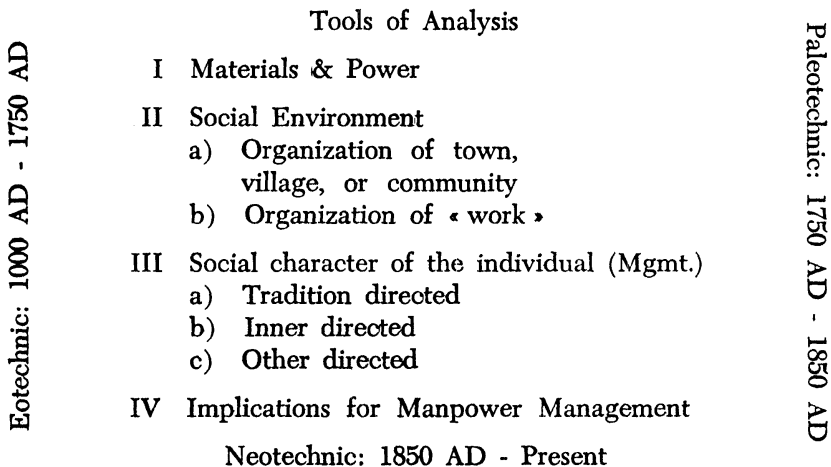 Tools of Analysis
Eotechnic: 1000 AD - 1750 AD
I Materials & Power
II Social Environment
a) Organization of town,
village, or community
b) Organization of « work »
III Social character of the individual (Mgmt.)
a) Tradition directed
b) Inner directed
c) Other directed
IV Implications for Manpower Management
Paleotechnic: 1750 AD - 1850 AD
Neotechnic: 1850 AD - Present